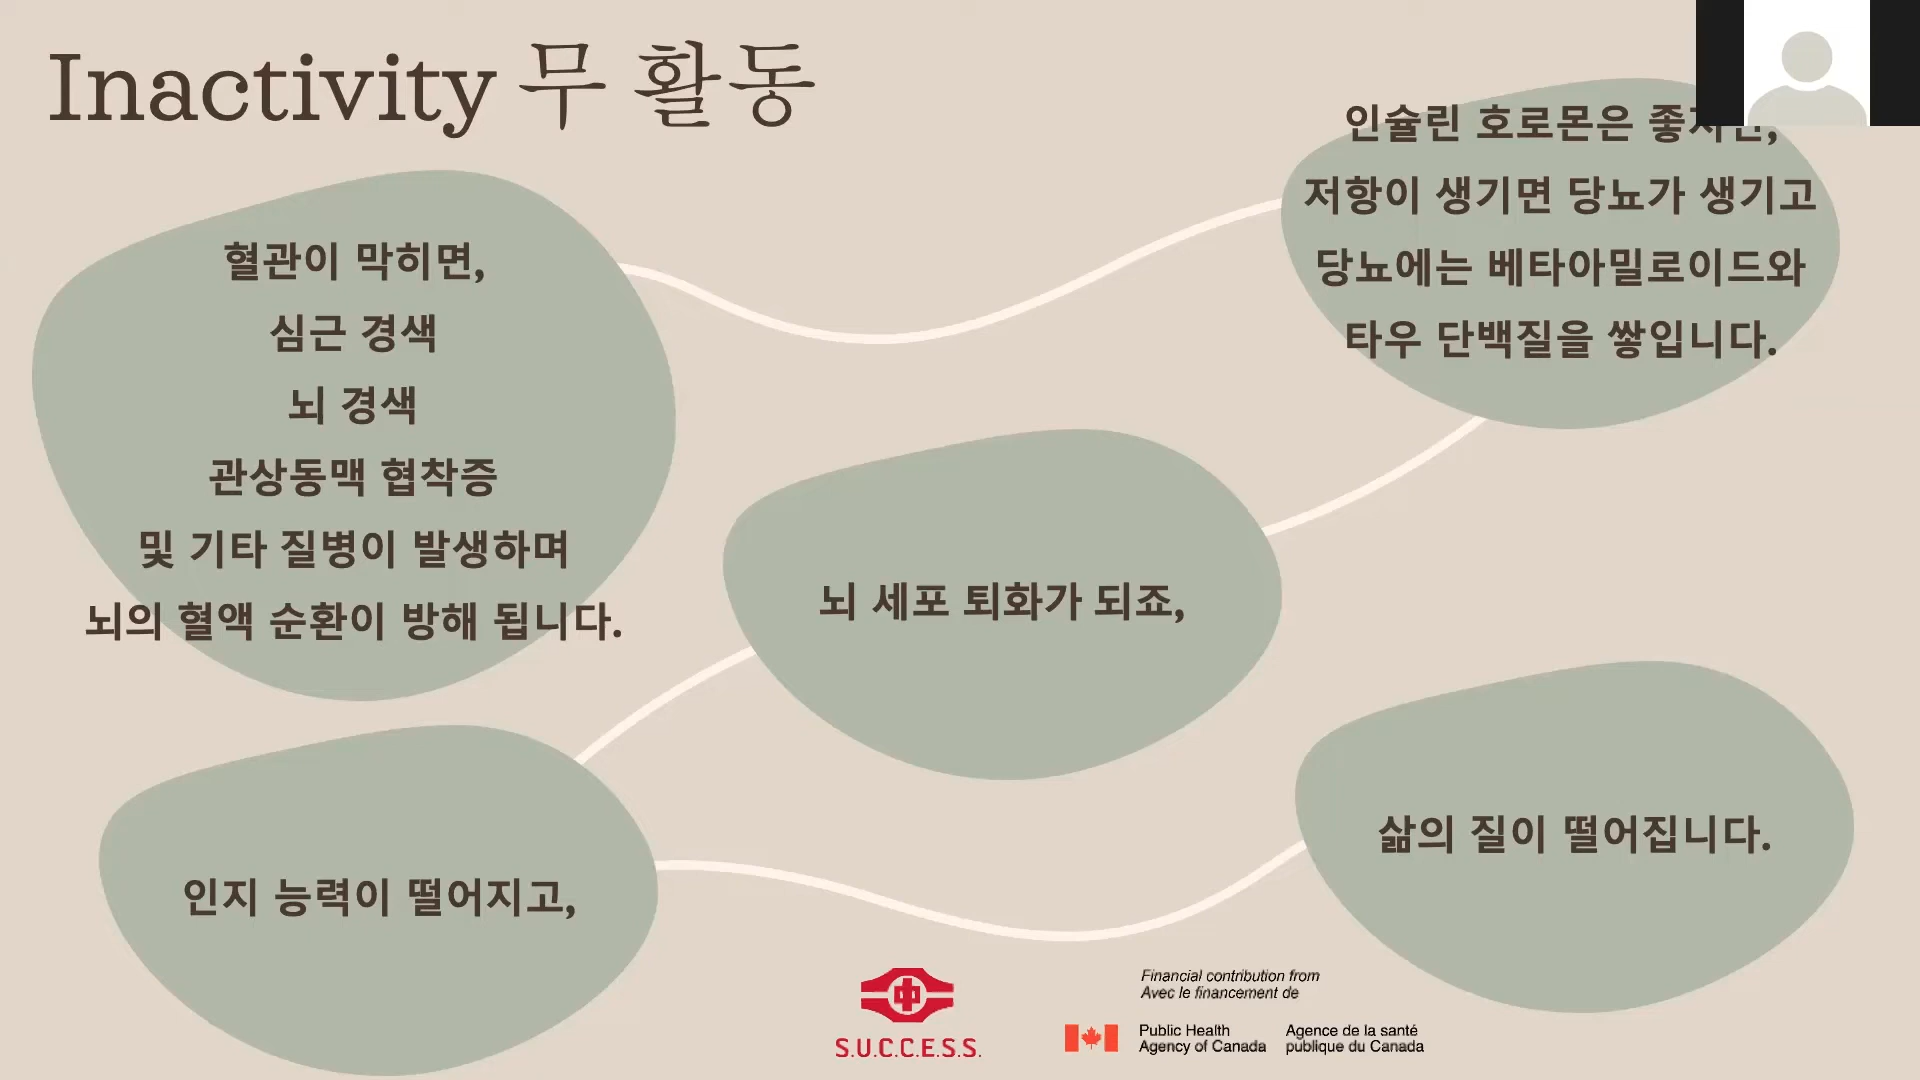 Inactivity 무 활동
혈관이 막히면,
심근 경색
뇌 경색
관상동맥 협착증
및 기타 질병이 발생하며
뇌의 혈액 순환이 방해 됩니다.
인슐린 호로몬은
저항이 생기면 당뇨가 생기고
당뇨에는 베타아밀로이드와
타우 단백질을 쌓입니다.
뇌 세포 퇴화가 되죠,
인지 능력이 떨어지고,
삶의 질이 떨어집니다.
S.U.C.C.E.S.S.
Financial contribution from
Avec le financement de
Public Health
Agency of Canada
Agence de la santé
publique du Canada